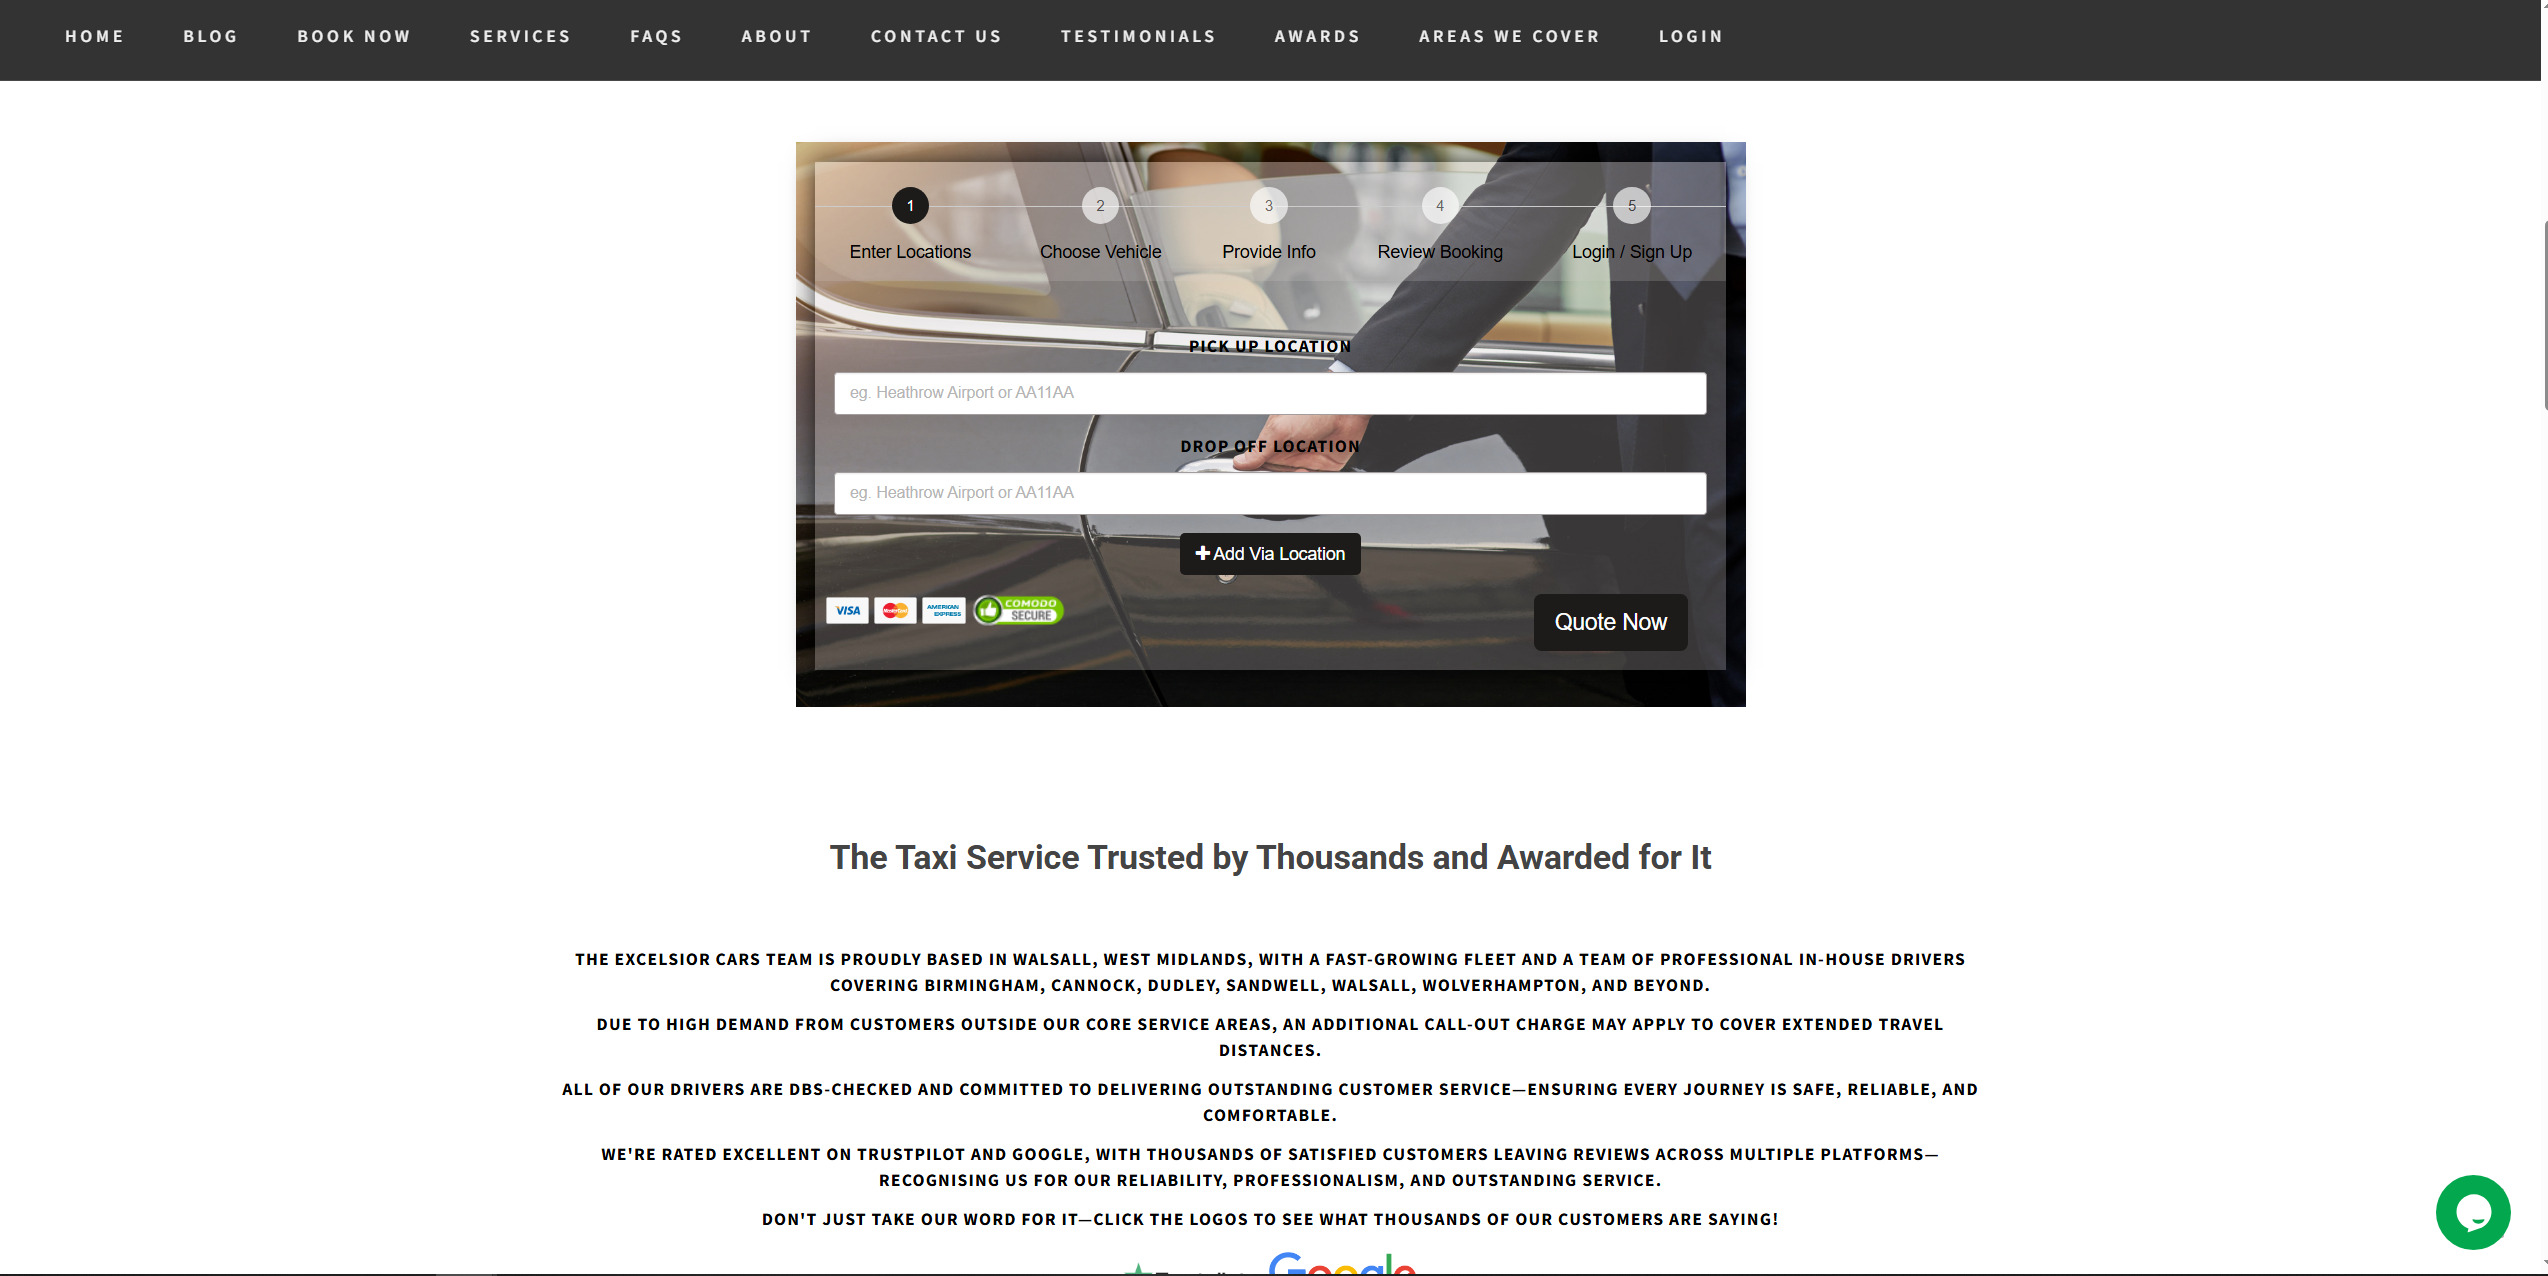 HOME BLOG BOOK NOW SERVICES FAQS ABOUT CONTACT US TESTIMONIALS AWARDS AREAS WE COVER LOGIN
1 2 3 4 5
Enter Locations Choose Vehicle Provide Info Review Booking Login / Sign Up
PICK UP LOCATION
eg. Heathrow Airport or AA11AA
DROP OFF LOCATION
eg. Heathrow Airport or AA11AA
Add Via Location
VISA MasterCard AMERICAN EXPRESS COMODO SECURE
Quote Now
The Taxi Service Trusted by Thousands and Awarded for It
THE EXCELSIOR CARS TEAM IS PROUDLY BASED IN WALSALL, WEST MIDLANDS, WITH A FAST-GROWING FLEET AND A TEAM OF PROFESSIONAL IN-HOUSE DRIVERS
COVERING BIRMINGHAM, CANNOCK, DUDLEY, SANDWELL, WALSALL, WOLVERHAMPTON, AND BEYOND.
DUE TO HIGH DEMAND FROM CUSTOMERS OUTSIDE OUR CORE SERVICE AREAS, AN ADDITIONAL CALL-OUT CHARGE MAY APPLY TO COVER EXTENDED TRAVEL
DISTANCES.
ALL OF OUR DRIVERS ARE DBS-CHECKED AND COMMITTED TO DELIVERING OUTSTANDING CUSTOMER SERVICE—ENSURING EVERY JOURNEY IS SAFE, RELIABLE, AND
COMFORTABLE.
WE'RE RATED EXCELLENT ON TRUSTPILOT AND GOOGLE, WITH THOUSANDS OF SATISFIED CUSTOMERS LEAVING REVIEWS ACROSS MULTIPLE PLATFORMS—
RECOGNISING US FOR OUR RELIABILITY, PROFESSIONALISM, AND OUTSTANDING SERVICE.
DON'T JUST TAKE OUR WORD FOR IT—CLICK THE LOGOS TO SEE WHAT THOUSANDS OF OUR CUSTOMERS ARE SAYING!
Google